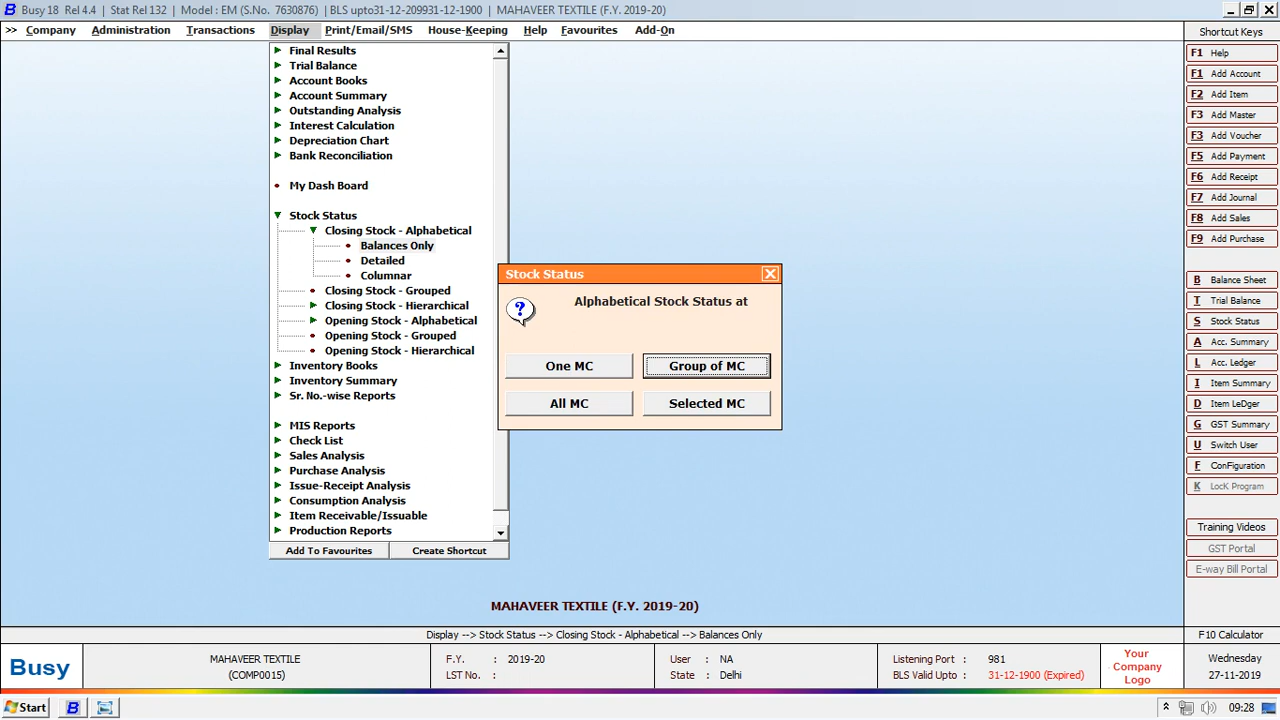 Busy 18 Rel 4.4 | Stat Rel 132 | Model : EM (S.No. 7630876) | BLS upto31-12-209931-12-1900 | MAHAVEER TEXTILE (F.Y. 2019-20)
>> Company Administration Transactions Display Print/Email/SMS House-Keeping Help Favourites Add-On
Final Results
Trial Balance
Account Books
Account Summary
Outstanding Analysis
Interest Calculation
Depreciation Chart
Bank Reconciliation
My Dash Board
Stock Status
Closing Stock - Alphabetical
Balances Only
Detailed
Columnar
Closing Stock - Grouped
Closing Stock - Hierarchical
Opening Stock - Alphabetical
Opening Stock - Grouped
Opening Stock - Hierarchical
Inventory Books
Inventory Summary
Sr. No.-wise Reports
MIS Reports
Check List
Sales Analysis
Purchase Analysis
Issue-Receipt Analysis
Consumption Analysis
Item Receivable/Issuable
Production Reports
Add To Favourites Create Shortcut
Stock Status
Alphabetical Stock Status at
One MC Group of MC
All MC Selected MC
Shortcut Keys
F1 Help
F1 Add Account
F2 Add Item
F3 Add Master
F3 Add Voucher
F5 Add Payment
F6 Add Receipt
F7 Add Journal
F8 Add Sales
F9 Add Purchase
B Balance Sheet
T Trial Balance
S Stock Status
A Acc. Summary
L Acc. Ledger
I Item Summary
D Item LeDger
G GST Summary
U Switch User
F ConFiguration
K LocK Program
Training Videos
GST Portal
E-way Bill Portal
MAHAVEER TEXTILE (F.Y. 2019-20)
Display --> Stock Status --> Closing Stock - Alphabetical --> Balances Only
F10 Calculator
Busy
MAHAVEER TEXTILE
(COMP0015)
F.Y. : 2019-20
LST No. :
User : NA
State : Delhi
Listening Port : 981
BLS Valid Upto : 31-12-1900 (Expired)
Your
Company
Logo
Wednesday
27-11-2019
Start
09:28